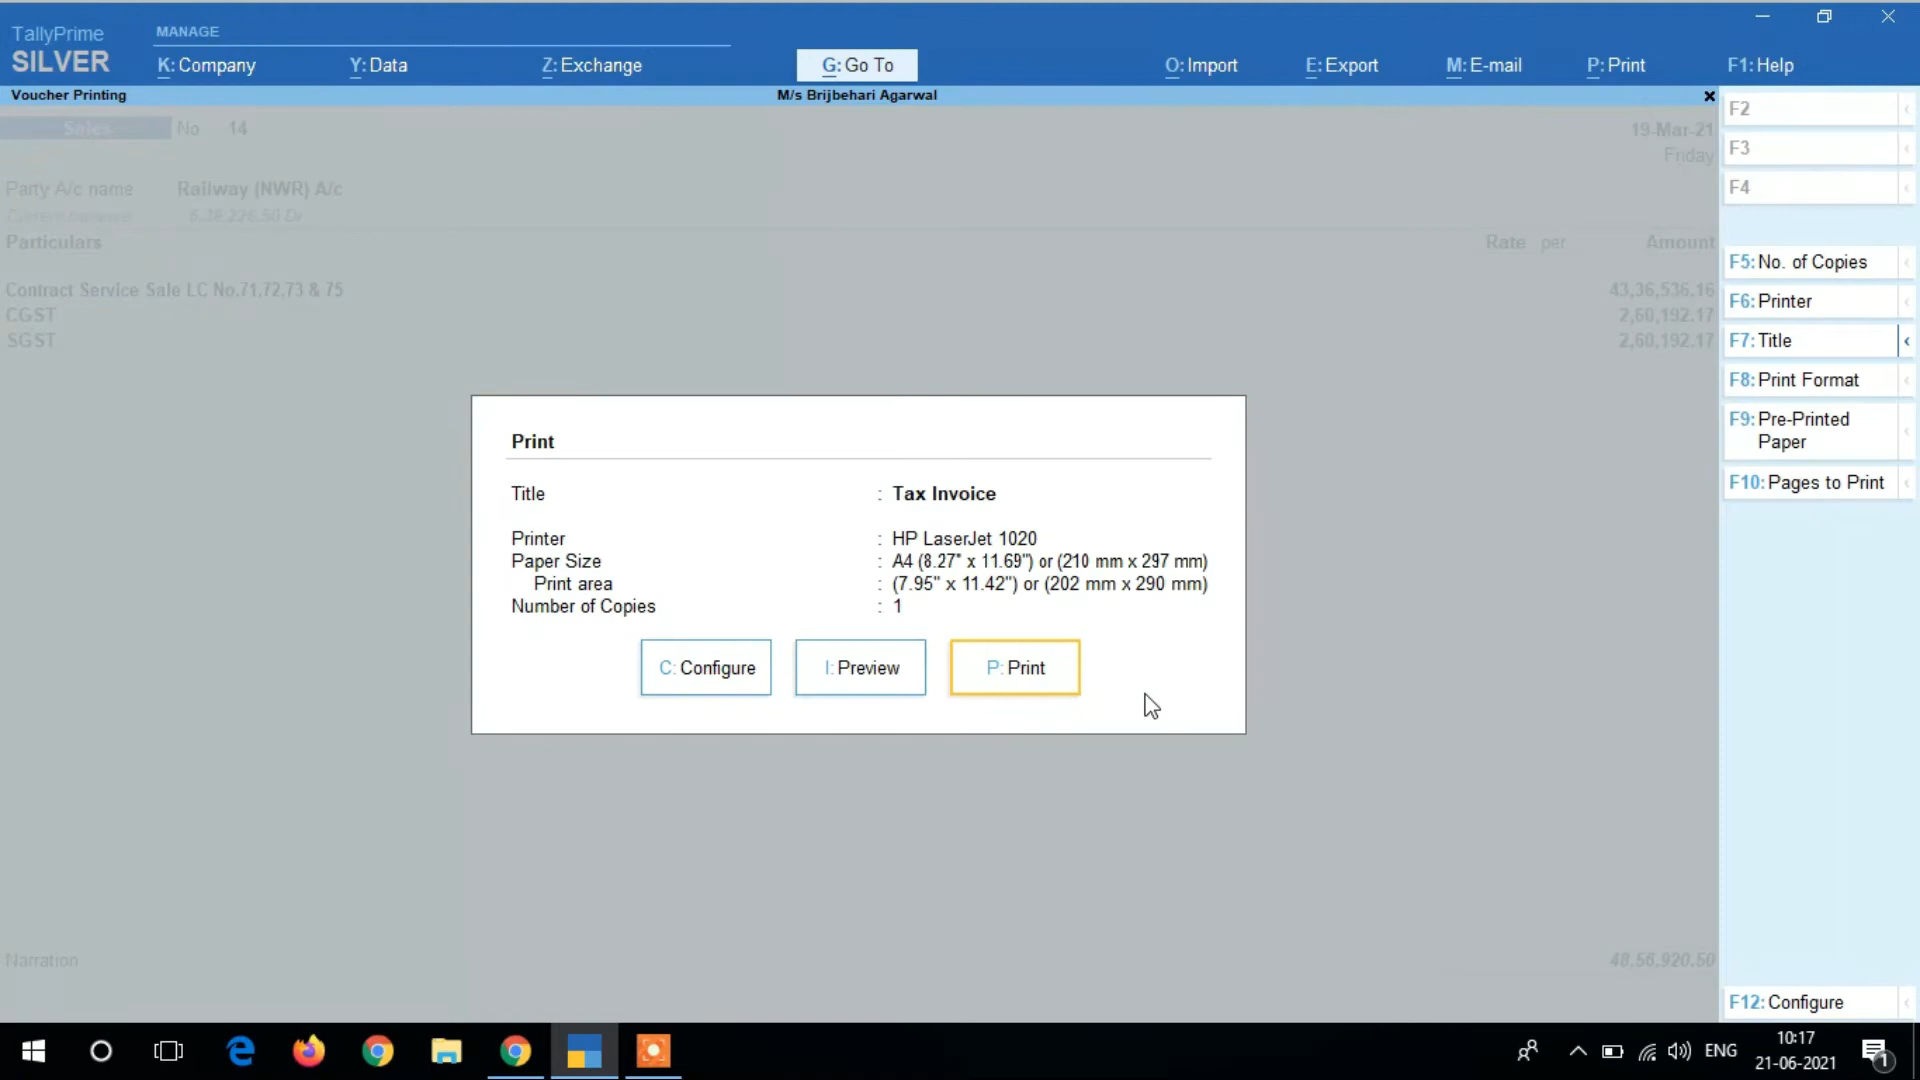 TallyPrime
SILVER
MANAGE
K: Company
Y: Data
Z: Exchange
G: Go To
O: Import
E: Export
M: E-mail
P: Print
F1: Help
Voucher Printing
M/s Brijbehari Agarwal
Sales No 14
19-Mar-21
Friday
Party A/c name Railway (NWR) A/c
Particulars
Rate per Amount
Contract Service Sale LC No.71,72,73 & 75 43,36,536.16
CGST 2,60,192.17
SGST 2,60,192.17
Print
Title : Tax Invoice
Printer : HP LaserJet 1020
Paper Size : A4 (8.27" x 11.69") or (210 mm x 297 mm)
Print area : (7.95" x 11.42") or (202 mm x 290 mm)
Number of Copies : 1
C: Configure
I: Preview
P: Print
Narration
48,56,920.50
F2
F3
F4
F5: No. of Copies
F6: Printer
F7: Title
F8: Print Format
F9: Pre-Printed
Paper
F10: Pages to Print
F12: Configure
ENG
10:17
21-06-2021
1